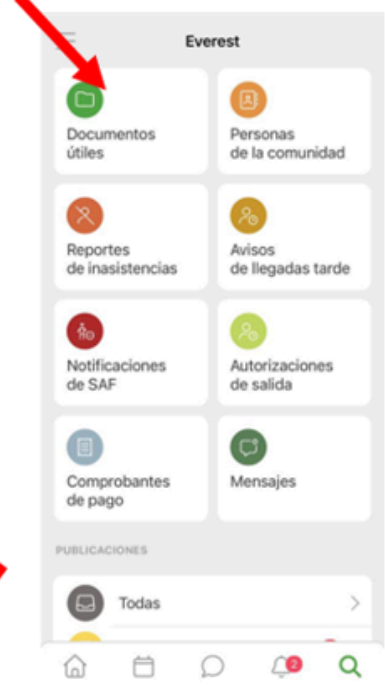 Everest
Documentos
útiles
Personas
de la comunidad
Reportes
de inasistencias
Avisos
de llegadas tarde
Notificaciones
de SAF
Autorizaciones
de salida
Comprobantes
de pago
Mensajes
PUBLICACIONES
Todas
2